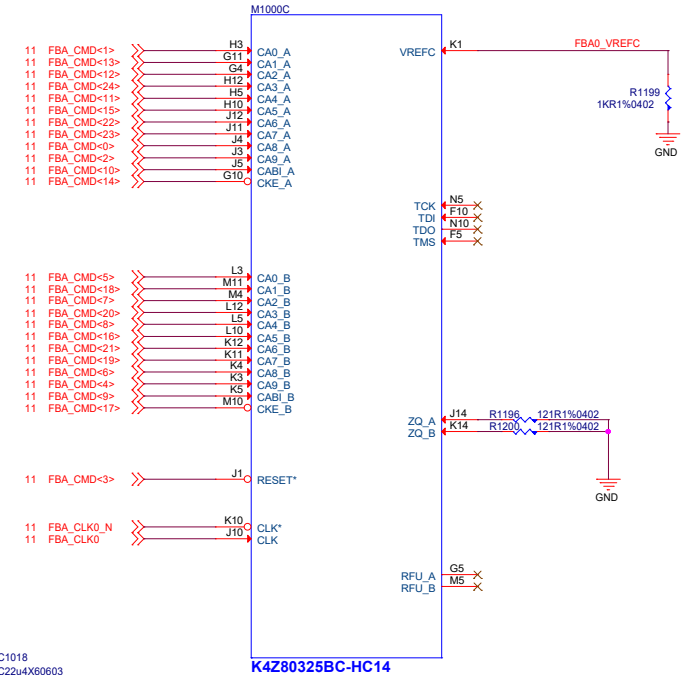 M1000C
11 FBA_CMD<1> H3 CA0_A
11 FBA_CMD<13> G11 CA1_A
11 FBA_CMD<12> G4 CA2_A
11 FBA_CMD<24> H12 CA3_A
11 FBA_CMD<11> H5 CA4_A
11 FBA_CMD<15> H10 CA5_A
11 FBA_CMD<22> J12 CA6_A
11 FBA_CMD<23> J11 CA7_A
11 FBA_CMD<0> J4 CA8_A
11 FBA_CMD<2> J3 CA9_A
11 FBA_CMD<10> J5 CABI_A
11 FBA_CMD<14> G10 CKE_A
VREFC K1 FBA0_VREFC
R1199
1KR1%0402
GND
TCK N5
TDI F10
TDO N10
TMS F5
11 FBA_CMD<5> L3 CA0_B
11 FBA_CMD<18> M11 CA1_B
11 FBA_CMD<7> M4 CA2_B
11 FBA_CMD<20> L12 CA3_B
11 FBA_CMD<8> L5 CA4_B
11 FBA_CMD<16> L10 CA5_B
11 FBA_CMD<21> K12 CA6_B
11 FBA_CMD<19> K11 CA7_B
11 FBA_CMD<6> K4 CA8_B
11 FBA_CMD<4> K3 CA9_B
11 FBA_CMD<9> K5 CABI_B
11 FBA_CMD<17> M10 CKE_B
ZQ_A J14 R1196 121R1%0402
ZQ_B K14 R1200 121R1%0402
GND
11 FBA_CMD<3> J1 RESET*
11 FBA_CLK0_N K10 CLK*
11 FBA_CLK0 J10 CLK
RFU_A G5
RFU_B M5
K4Z80325BC-HC14
C1018
C22u4X60603